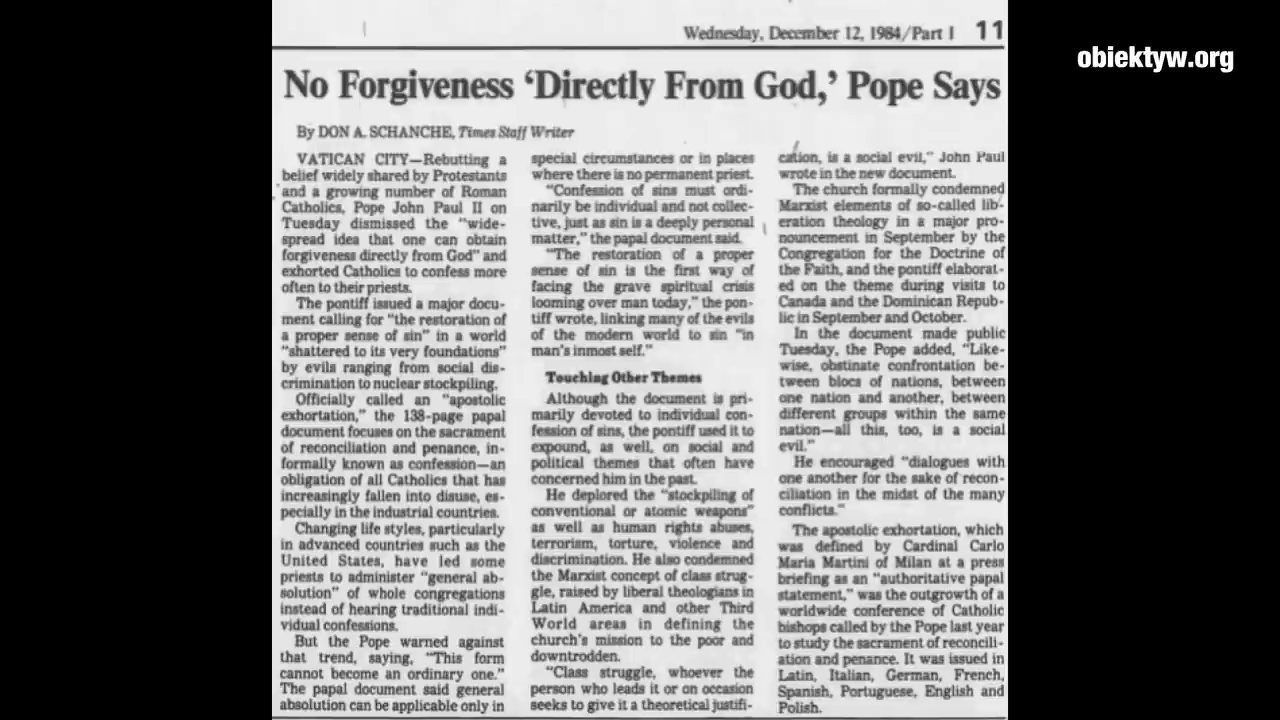 Wednesday, December 12, 1984/Part I 11
obiektyw.org
No Forgiveness ‘Directly From God,’ Pope Says
By DON A. SCHANCHE, Times Staff Writer
VATICAN CITY—Rebutting a
belief widely shared by Protestants
and a growing number of Roman
Catholics, Pope John Paul II on
Tuesday dismissed the “wide-
spread idea that one can obtain
forgiveness directly from God” and
exhorted Catholics to confess more
often to their priests.
The pontiff issued a major docu-
ment calling for “the restoration of
a proper sense of sin” in a world
“shattered to its very foundations”
by evils ranging from social dis-
crimination to nuclear stockpiling.
Officially called an “apostolic
exhortation,” the 138-page papal
document focuses on the sacrament
of reconciliation and penance, in-
formally known as confession—an
obligation of all Catholics that has
increasingly fallen into disuse, es-
pecially in the industrial countries.
Changing life styles, particularly
in advanced countries such as the
United States, have led some
priests to administer “general ab-
solution” of whole congregations
instead of hearing traditional indi-
vidual confessions.
But the Pope warned against
that trend, saying, “This form
cannot become an ordinary one.”
The papal document said general
absolution can be applicable only in
special circumstances or in places
where there is no permanent priest.
“Confession of sins must ordi-
narily be individual and not collec-
tive, just as sin is a deeply personal
matter,” the papal document said.
“The restoration of a proper
sense of sin is the first way of
facing the grave spiritual crisis
looming over man today,” the pon-
tiff wrote, linking many of the evils
of the modern world to sin “in
man’s inmost self.”
Touching Other Themes
Although the document is pri-
marily devoted to individual con-
fession of sins, the pontiff used it to
expound, as well, on social and
political themes that often have
concerned him in the past.
He deplored the “stockpiling of
conventional or atomic weapons”
as well as human rights abuses,
terrorism, torture, violence and
discrimination. He also condemned
the Marxist concept of class strug-
gle, raised by liberal theologians in
Latin America and other Third
World areas in defining the
church’s mission to the poor and
downtrodden.
“Class struggle, whoever the
person who leads it or on occasion
seeks to give it a theoretical justifi-
cation, is a social evil,” John Paul
wrote in the new document.
The church formally condemned
Marxist elements of so-called lib-
eration theology in a major pro-
nouncement in September by the
Congregation for the Doctrine of
the Faith, and the pontiff elaborat-
ed on the theme during visits to
Canada and the Dominican Repub-
lic in September and October.
In the document made public
Tuesday, the Pope added, “Like-
wise, obstinate confrontation be-
tween blocs of nations, between
one nation and another, between
different groups within the same
nation—all this, too, is a social
evil.”
He encouraged “dialogues with
one another for the sake of recon-
ciliation in the midst of the many
conflicts.”
The apostolic exhortation, which
was defined by Cardinal Carlo
Maria Martini of Milan at a press
briefing as an “authoritative papal
statement,” was the outgrowth of a
worldwide conference of Catholic
bishops called by the Pope last year
to study the sacrament of reconcili-
ation and penance. It was issued in
Latin, Italian, German, French,
Spanish, Portuguese, English and
Polish.